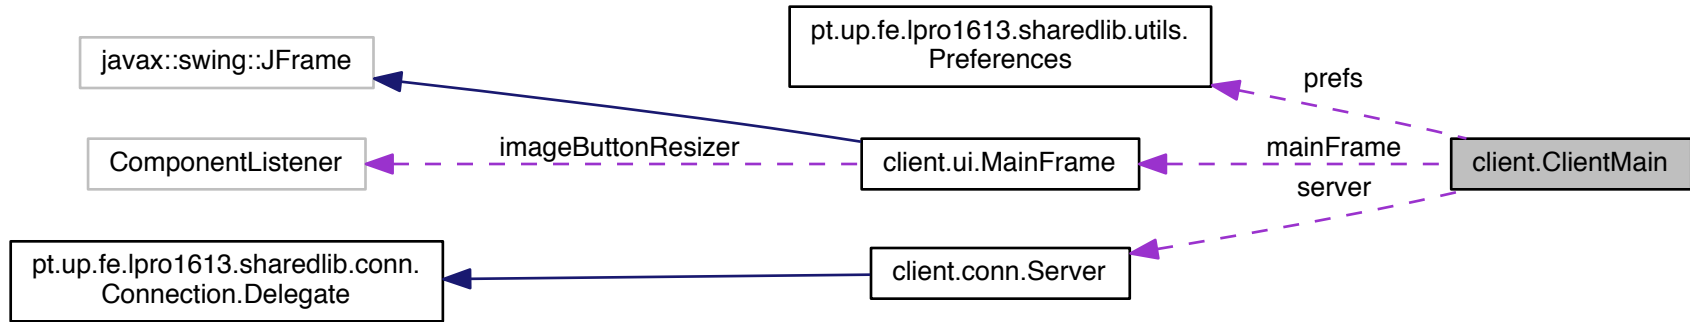 pt.up.fe.lpro1613.sharedlib.utils.
Preferences
javax::swing::JFrame
prefs
ComponentListener
imageButtonResizer
client.ui.MainFrame
mainFrame
client.ClientMain
server
pt.up.fe.lpro1613.sharedlib.conn.
Connection.Delegate
client.conn.Server